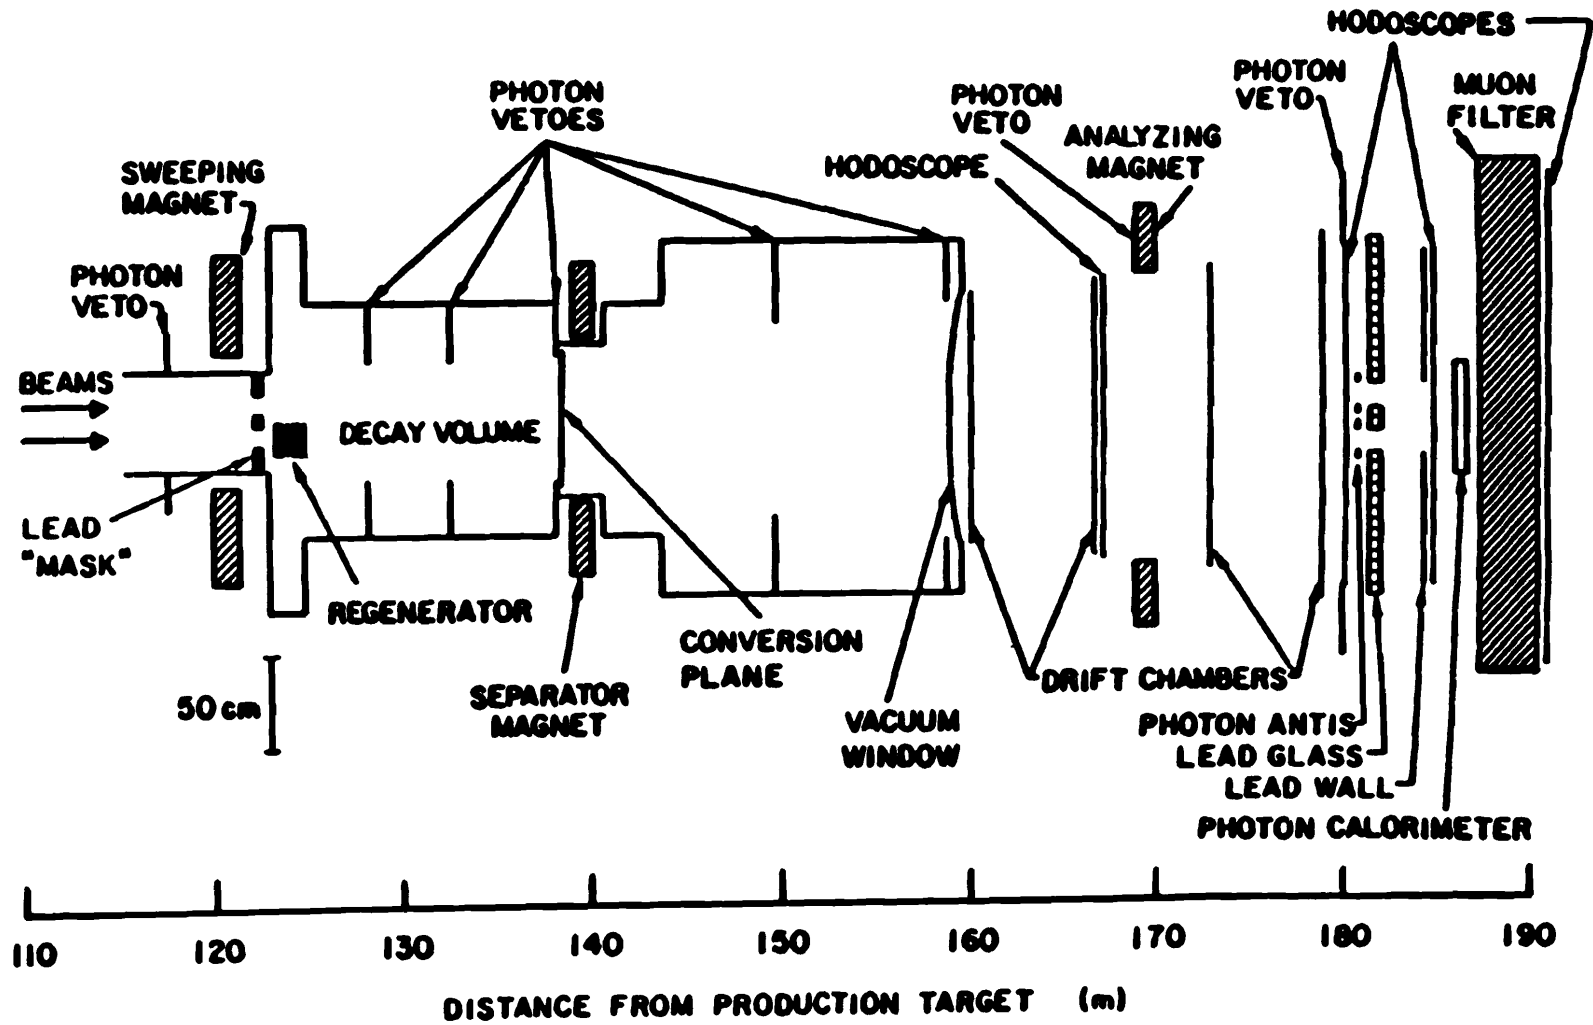 HODOSCOPES
PHOTON
VETOES
PHOTON
VETO
PHOTON
VETO
MUON
FILTER
ANALYZING
MAGNET
HODOSCOPE
SWEEPING
MAGNET
PHOTON
VETO
BEAMS
DECAY VOLUME
LEAD
"MASK"
REGENERATOR
CONVERSION
PLANE
SEPARATOR
MAGNET
50 cm
VACUUM
WINDOW
DRIFT CHAMBERS
PHOTON ANTIS
LEAD GLASS
LEAD WALL
PHOTON CALORIMETER
110 120 130 140 150 160 170 180 190
DISTANCE FROM PRODUCTION TARGET (m)